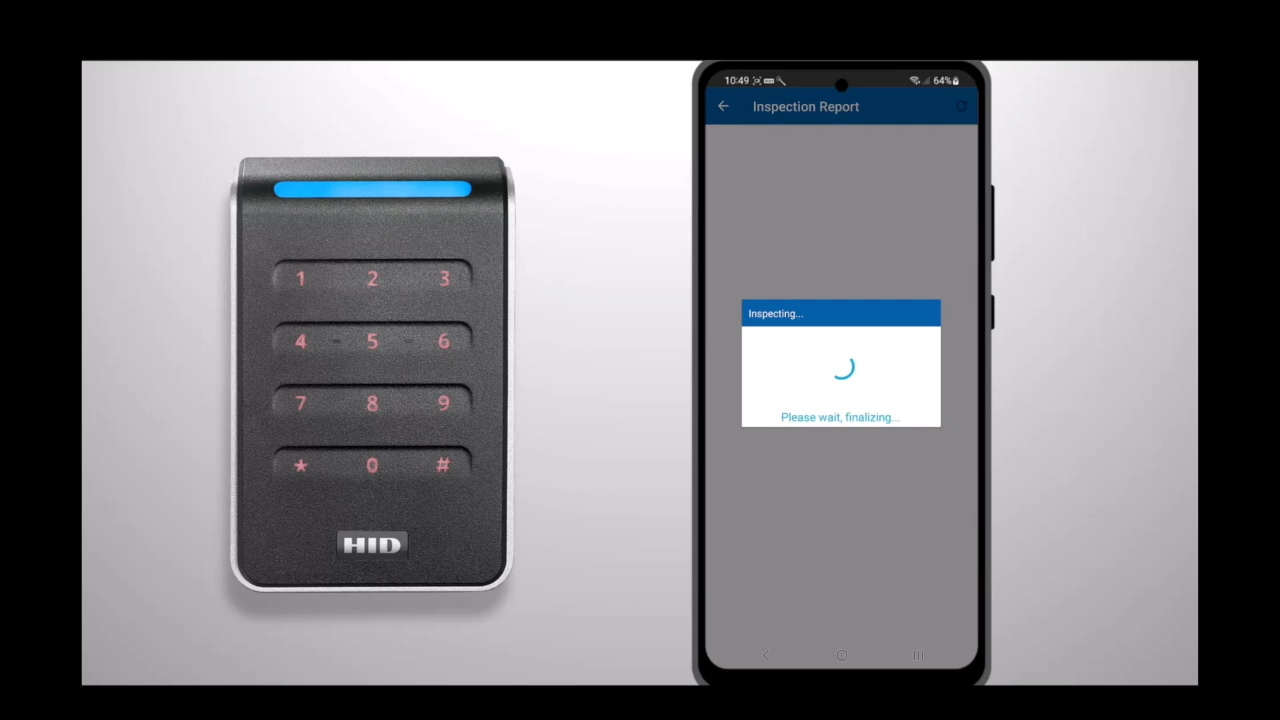 1 2 3
4 5 6
7 8 9
* 0 #
HID
10:49 64%
Inspection Report
Inspecting...
Please wait, finalizing...